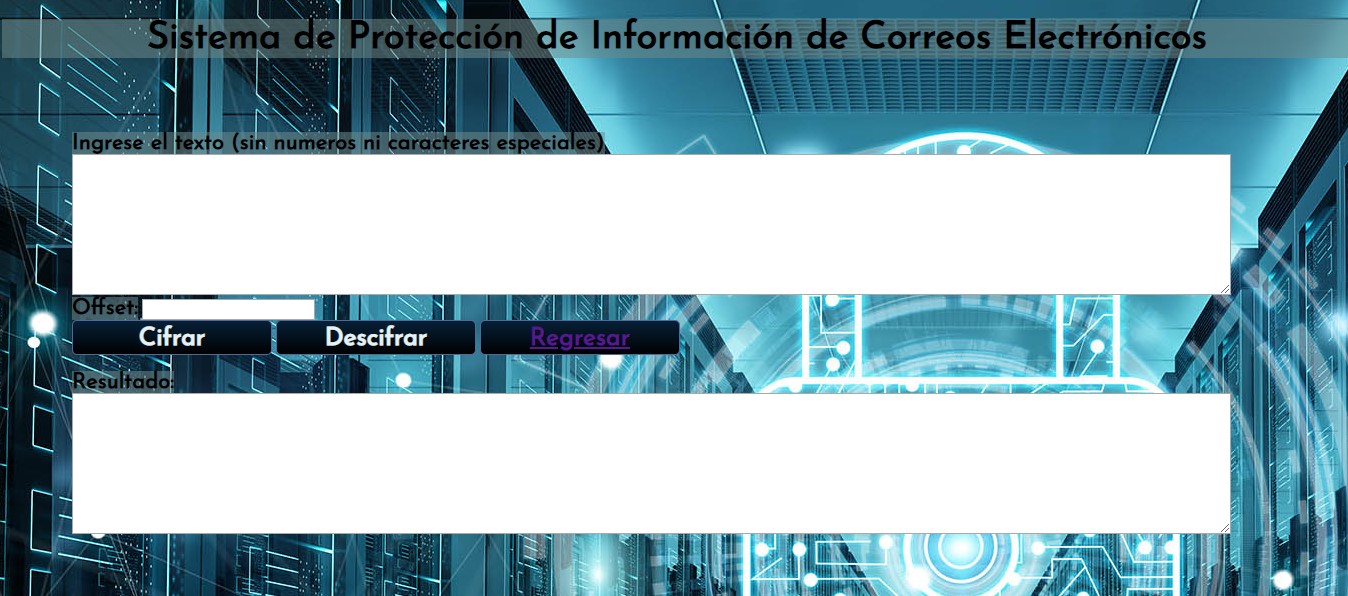 Sistema de Protección de Información de Correos Electrónicos
Ingrese el texto (sin numeros ni caracteres especiales)
Offset:
Cifrar Descifrar Regresar
Resultado: